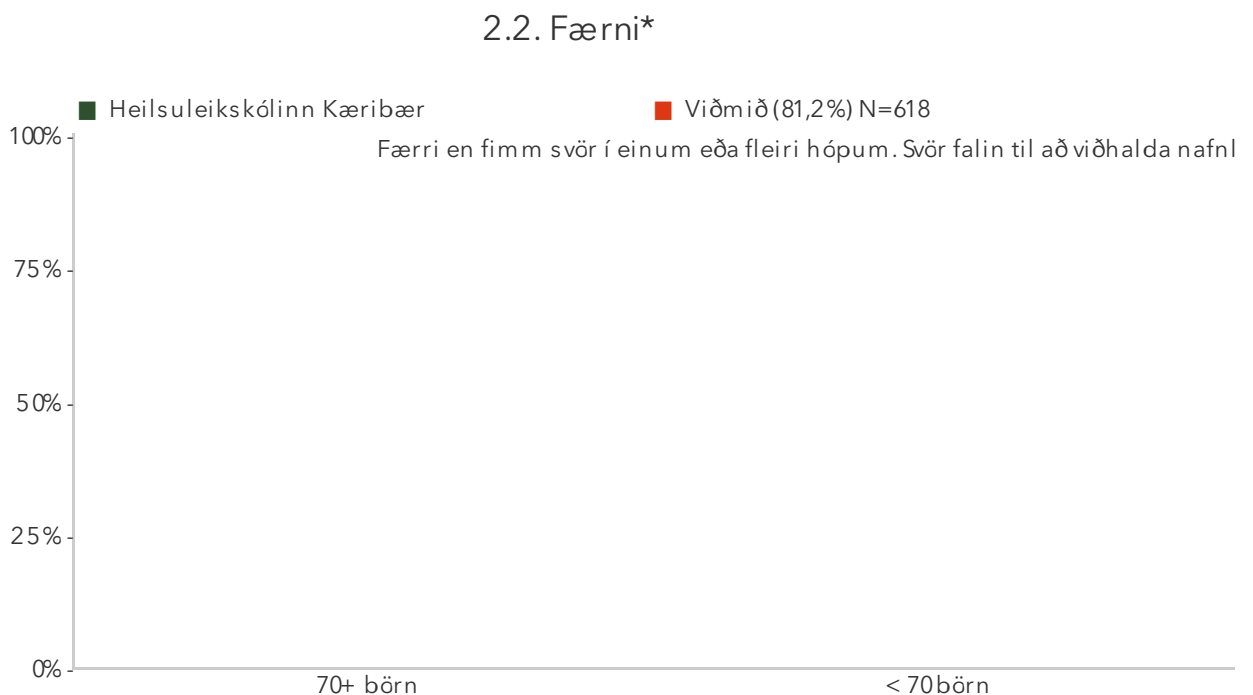 2.2. Færni*
Heilsuleikskólinn Kæribær
Viðmið (81,2%) N=618
100%
Færri en fimm svör í einum eða fleiri hópum. Svör falin til að viðhalda nafnl
75%
50%
25%
0%
70+ börn
< 70 börn